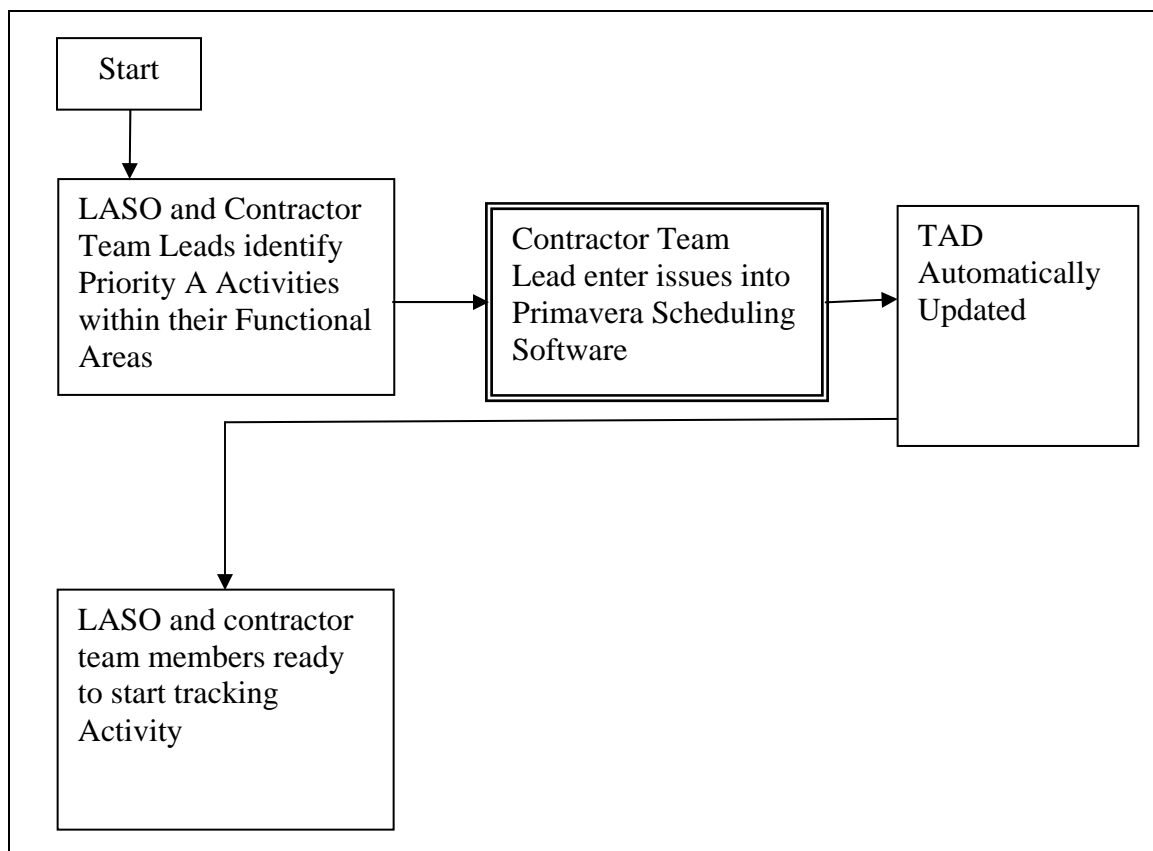 Start
LASO and Contractor
Team Leads identify
Priority A Activities
within their Functional
Areas
Contractor Team
Lead enter issues into
Primavera Scheduling
Software
TAD
Automatically
Updated
LASO and contractor
team members ready
to start tracking
Activity